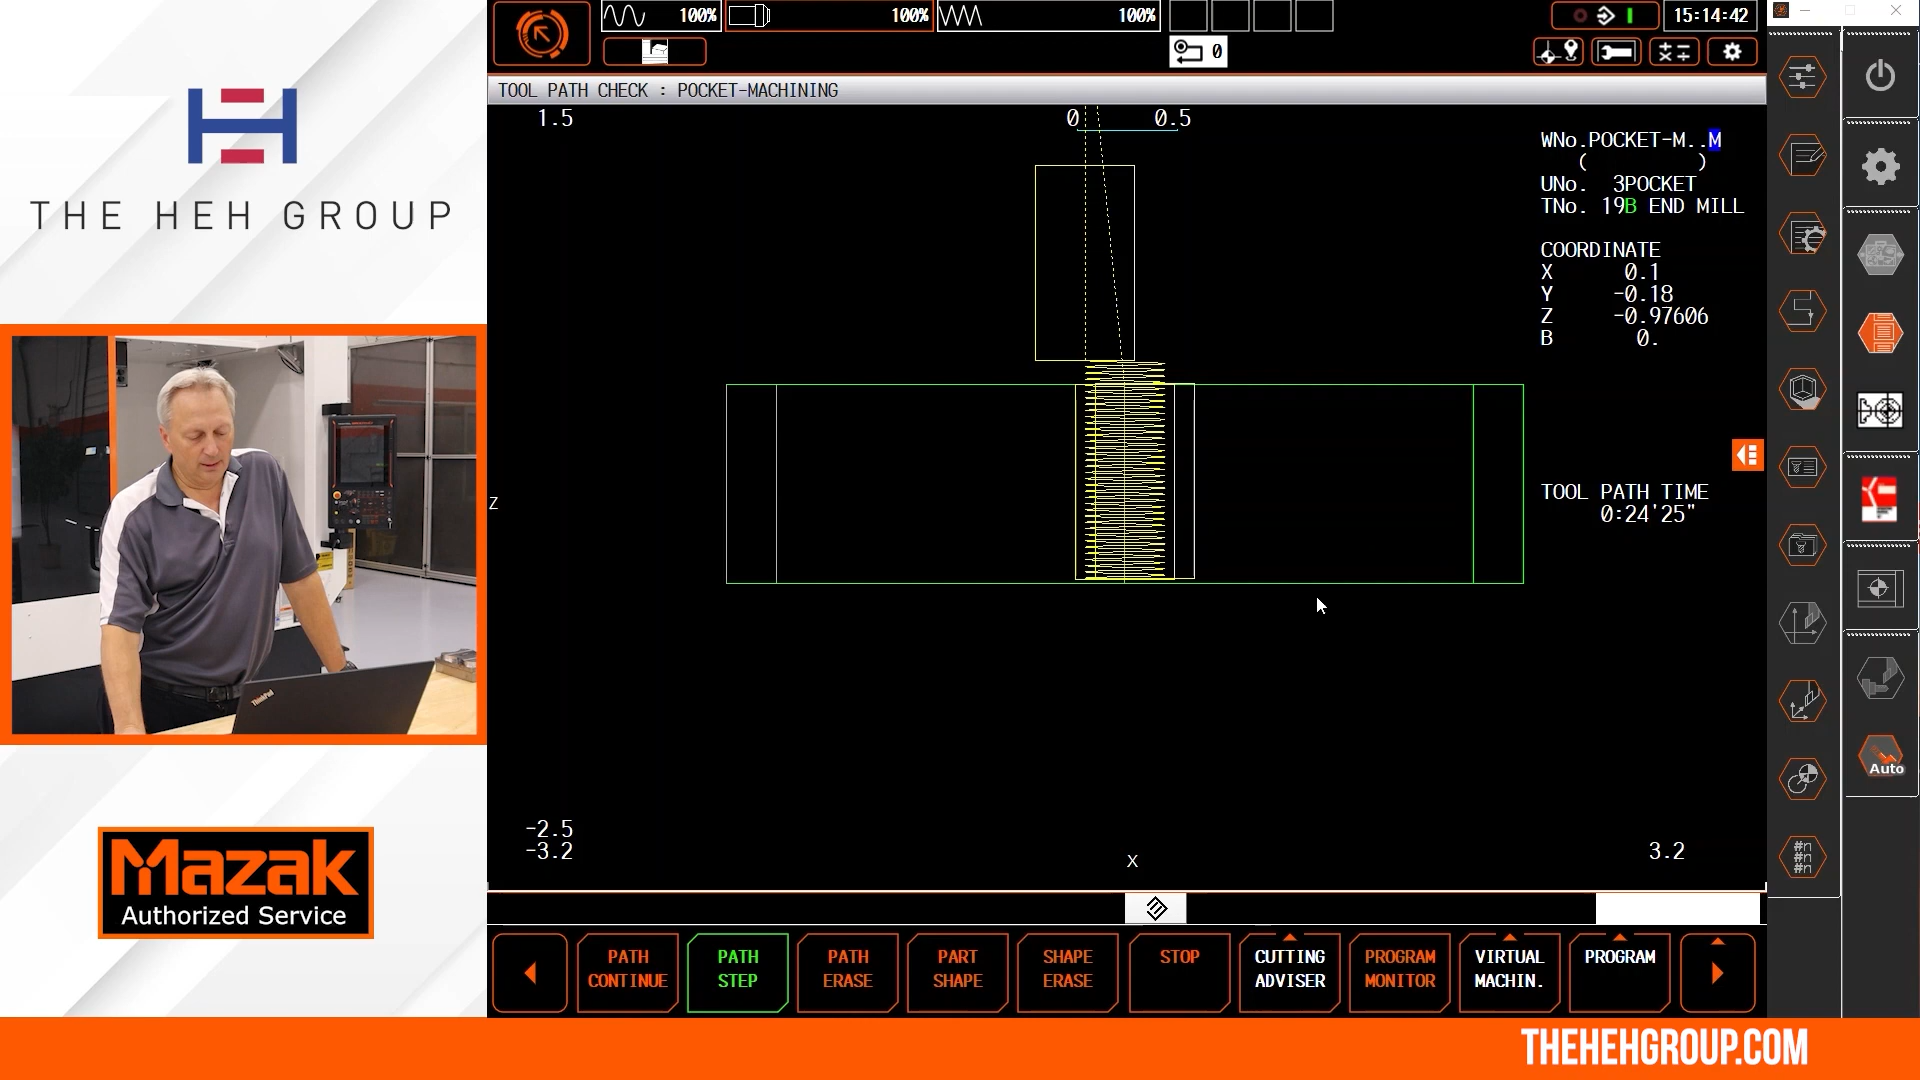 THE HEH GROUP
ThinkPad
Mazak
Authorized Service
100%
100%
100%
0
15:14:42
TOOL PATH CHECK : POCKET-MACHINING
1.5
0 0.5
WNo.POCKET-M..M
( )
UNo. 3POCKET
TNo. 19B END MILL
COORDINATE
X 0.1
Y -0.18
Z -0.97606
B 0.
TOOL PATH TIME
0:24'25"
Z
-2.5
-3.2
X
3.2
PATH CONTINUE
PATH STEP
PATH ERASE
PART SHAPE
SHAPE ERASE
STOP
CUTTING ADVISER
PROGRAM MONITOR
VIRTUAL MACHIN.
PROGRAM
#n
#n
#n
Auto
THEHEHGROUP.COM